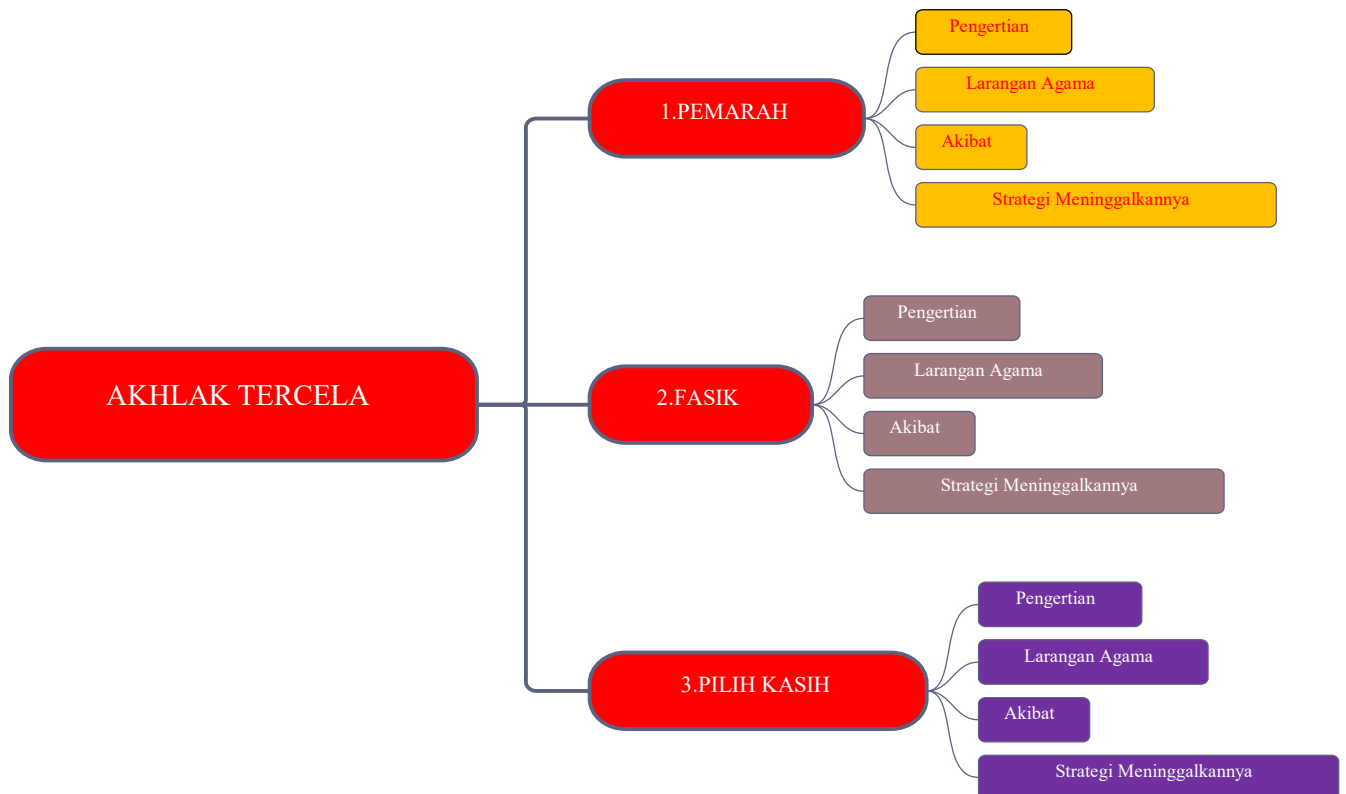 AKHLAK TERCELA
1.PEMARAH
Pengertian
Larangan Agama
Akibat
Strategi Meninggalkannya
2.FASIK
Pengertian
Larangan Agama
Akibat
Strategi Meninggalkannya
3.PILIH KASIH
Pengertian
Larangan Agama
Akibat
Strategi Meninggalkannya